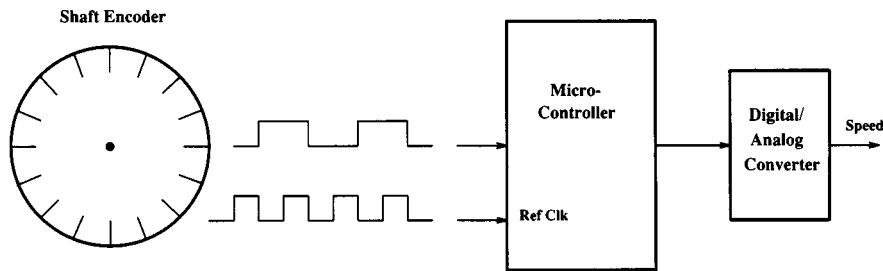 Shaft Encoder
Micro-
Controller
Ref Clk
Digital/
Analog
Converter
Speed